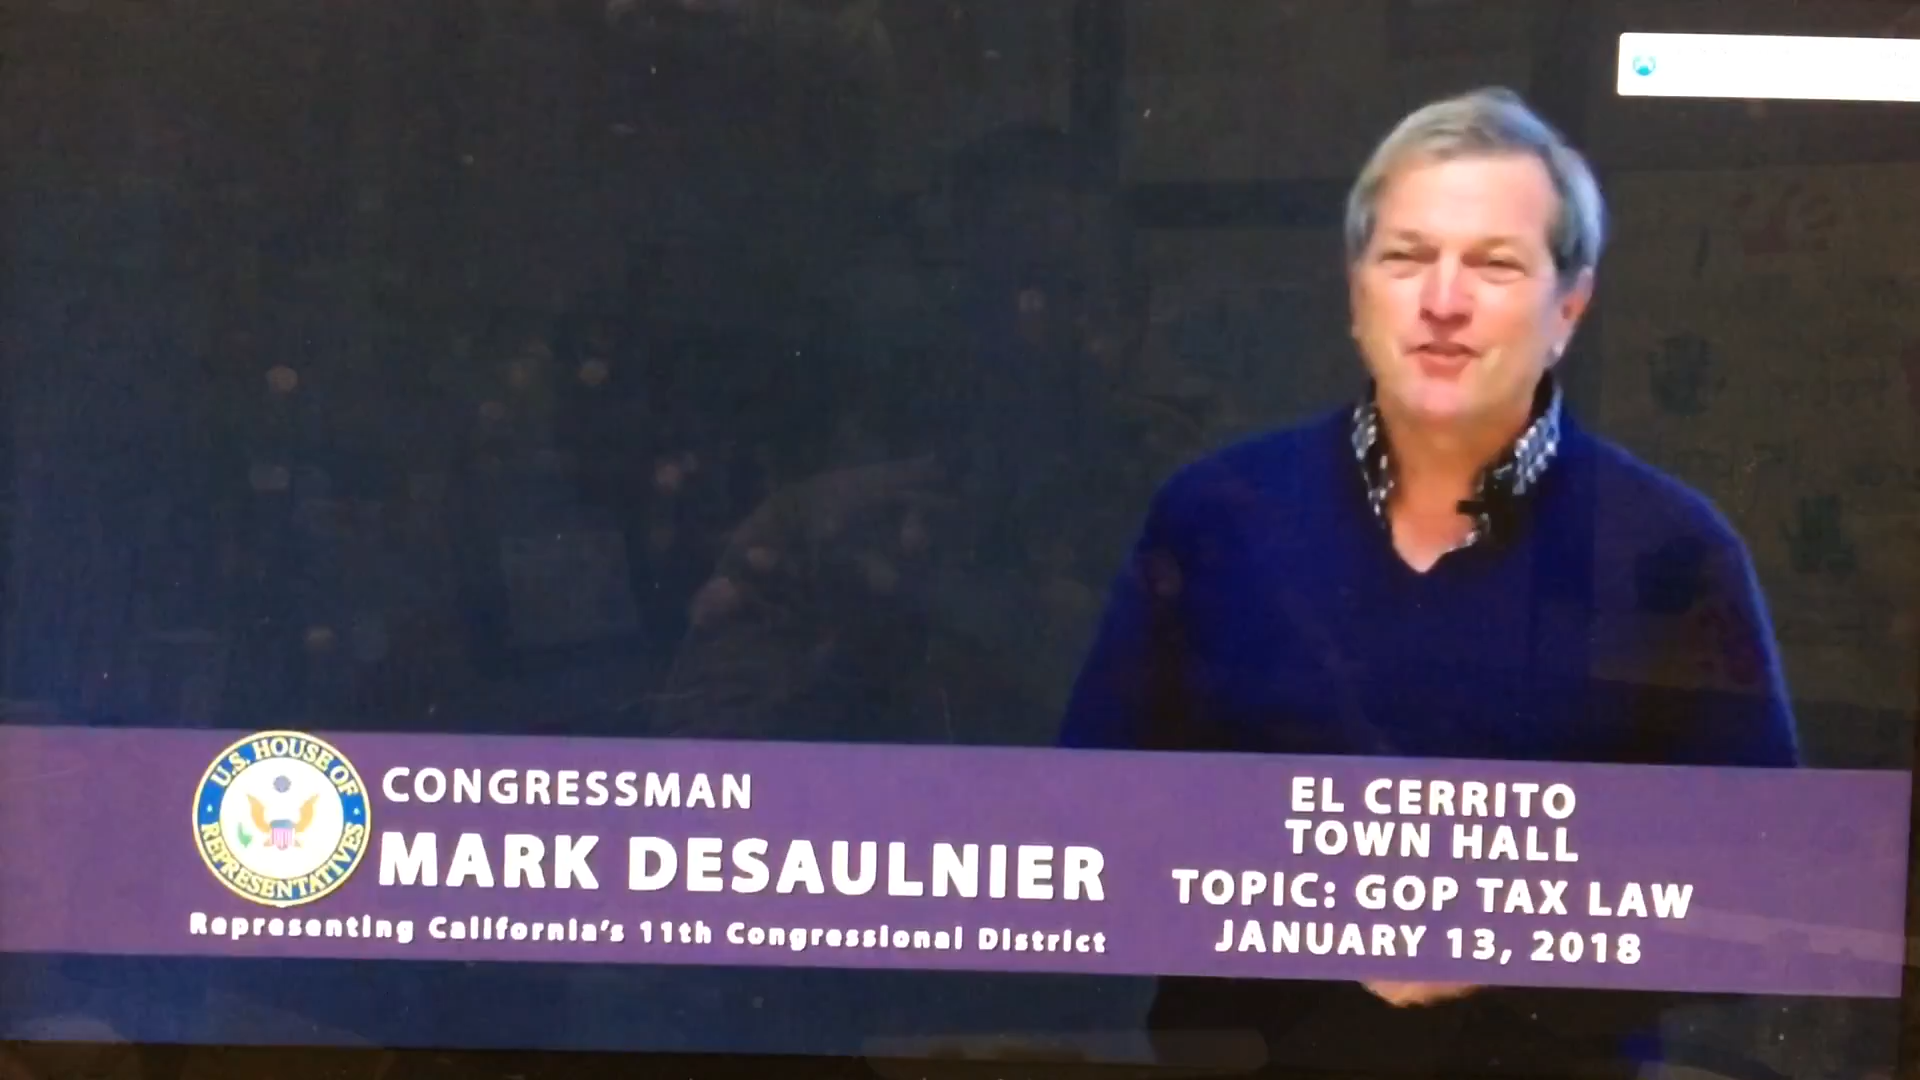 U.S. HOUSE OF
REPRESENTATIVES
CONGRESSMAN
MARK DESAULNIER
Representing California's 11th Congressional District
EL CERRITO
TOWN HALL
TOPIC: GOP TAX LAW
JANUARY 13, 2018